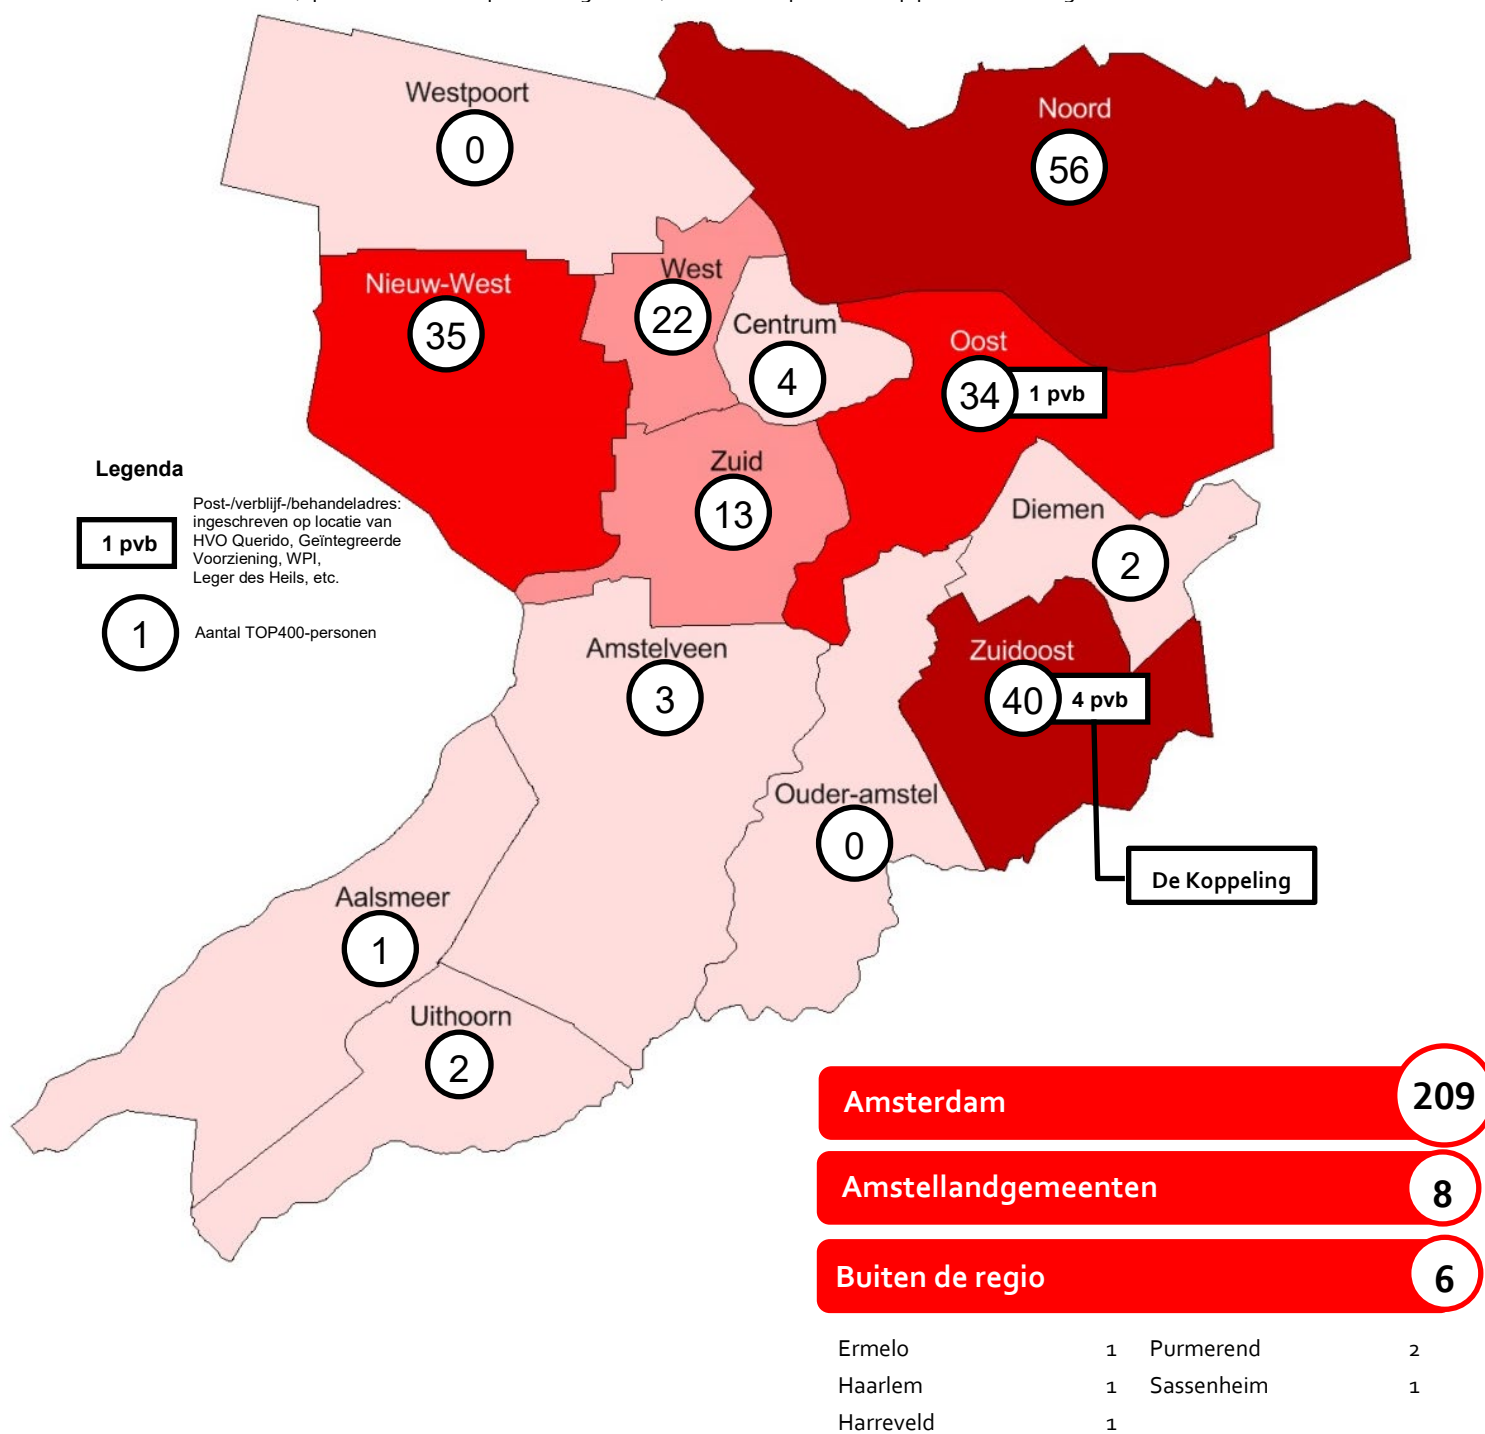 Westpoort
0
Noord
56
Nieuw-West
35
West
22
Centrum
4
Oost
34
1 pvb
Zuid
13
Diemen
2
Legenda
1 pvb
Post-/verblijf-/behandeladres:
ingeschreven op locatie van
HVO Querido, Geïntegreerde
Voorziening, WPI,
Leger des Heils, etc.
1
Aantal TOP400-personen
Amstelveen
3
Zuidoost
40
4 pvb
De Koppeling
Ouder-amstel
0
Aalsmeer
1
Uithoorn
2
Amsterdam 209
Amstellandgemeenten 8
Buiten de regio 6
Ermelo 1 Purmerend 2
Haarlem 1 Sassenheim 1
Harreveld 1